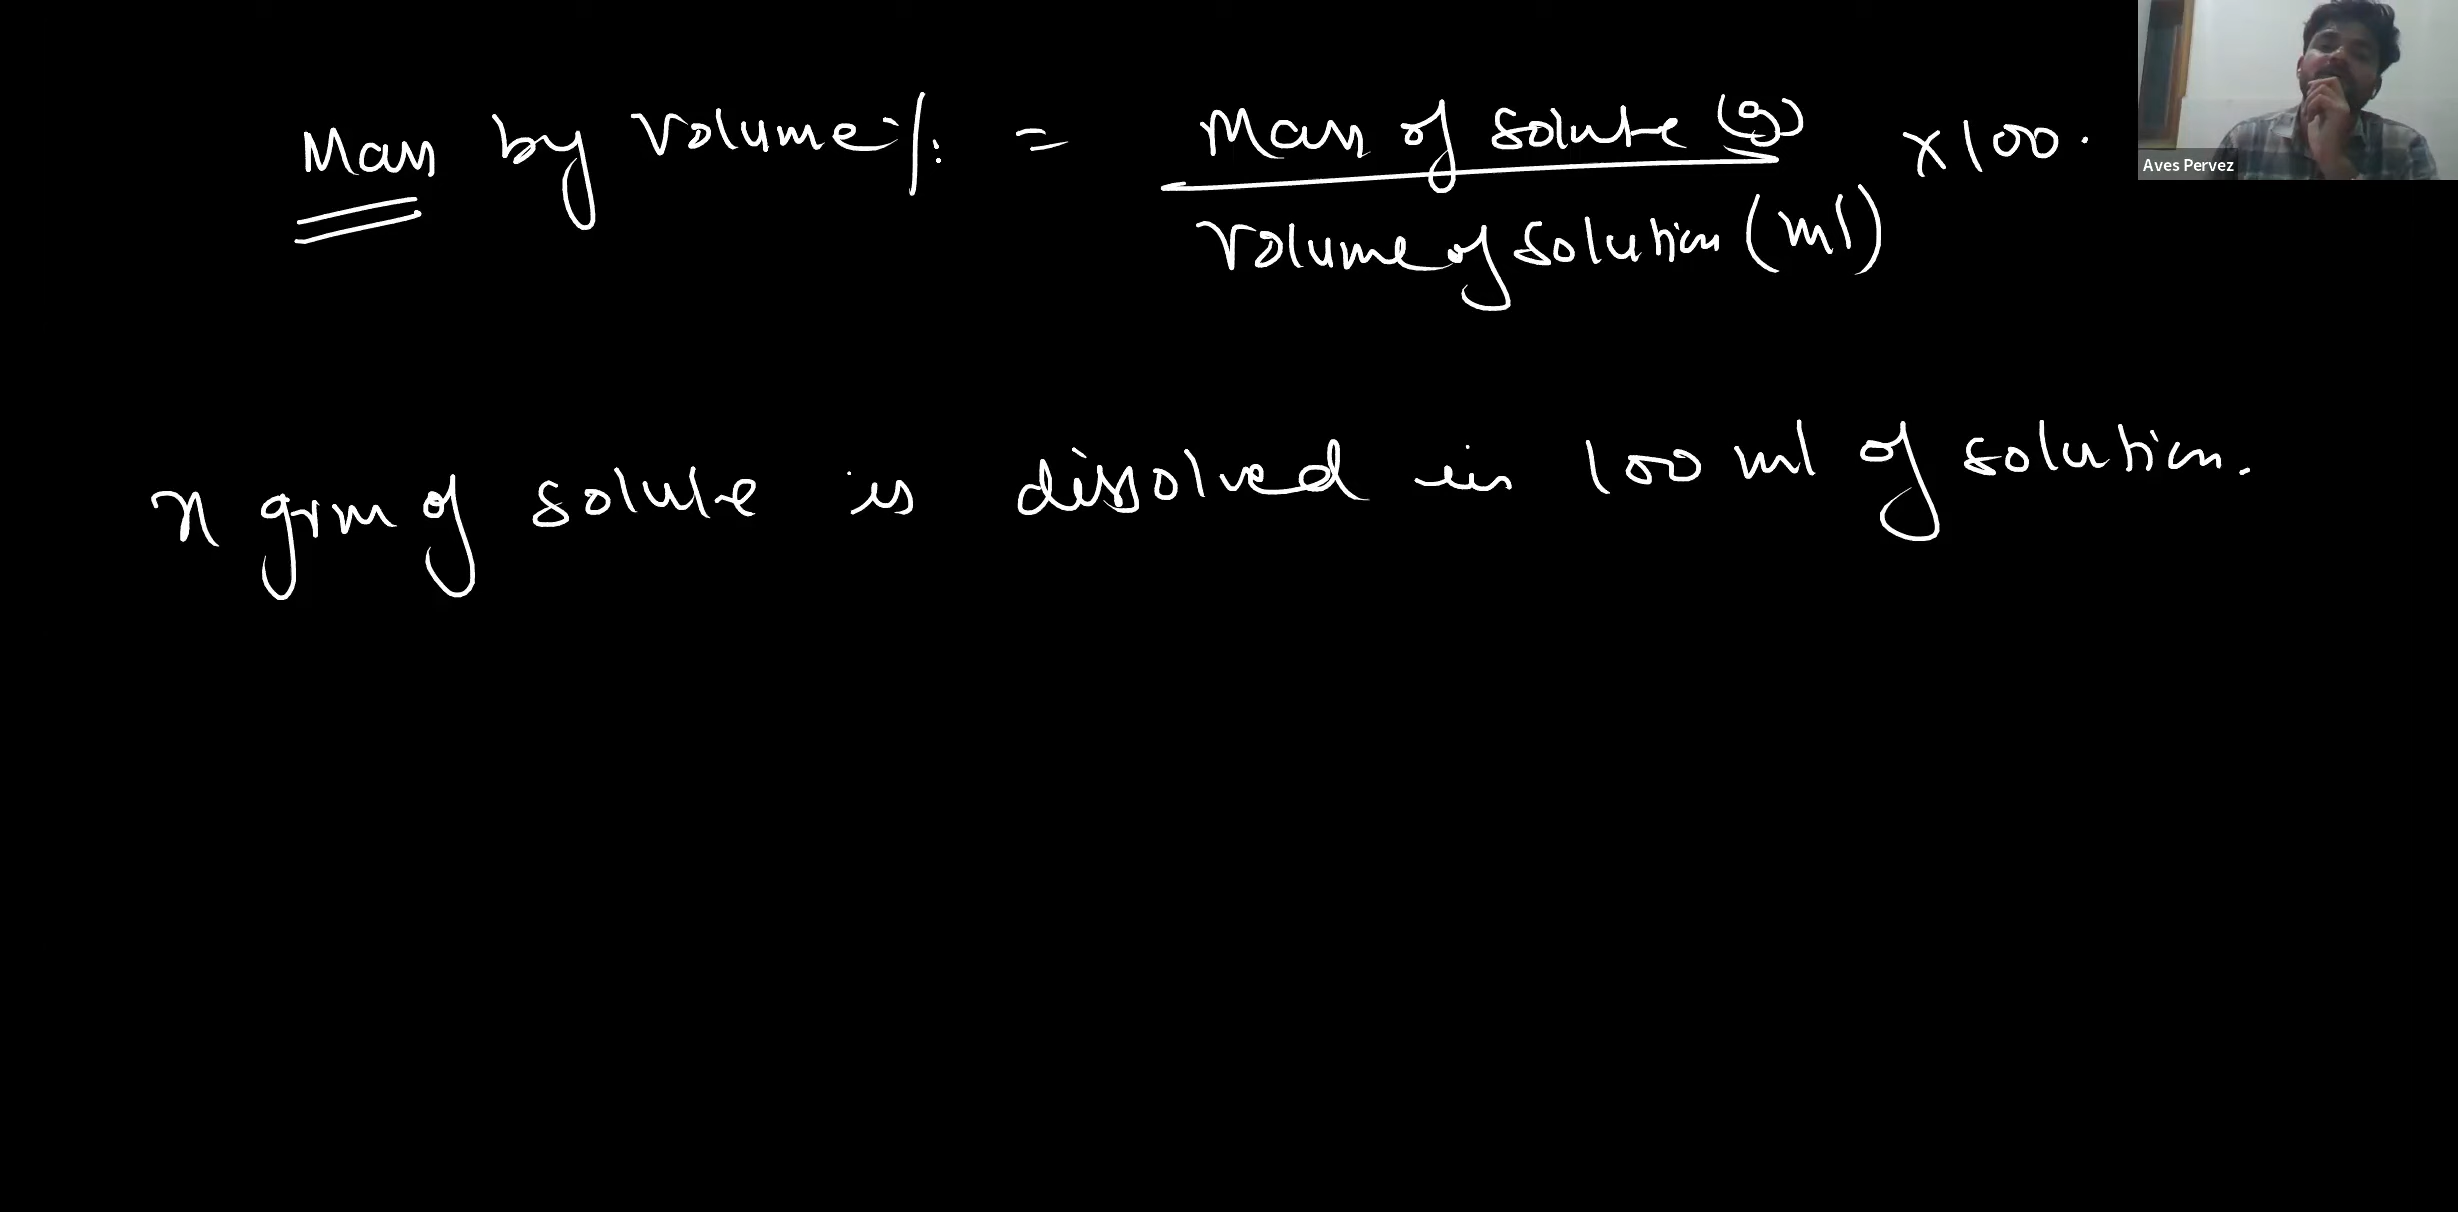 Mass by Volume % = Mass of solute (g) / Volume of solution (ml) × 100.
Aves Pervez
x grm of solute is dissolved in 100 ml of solution.